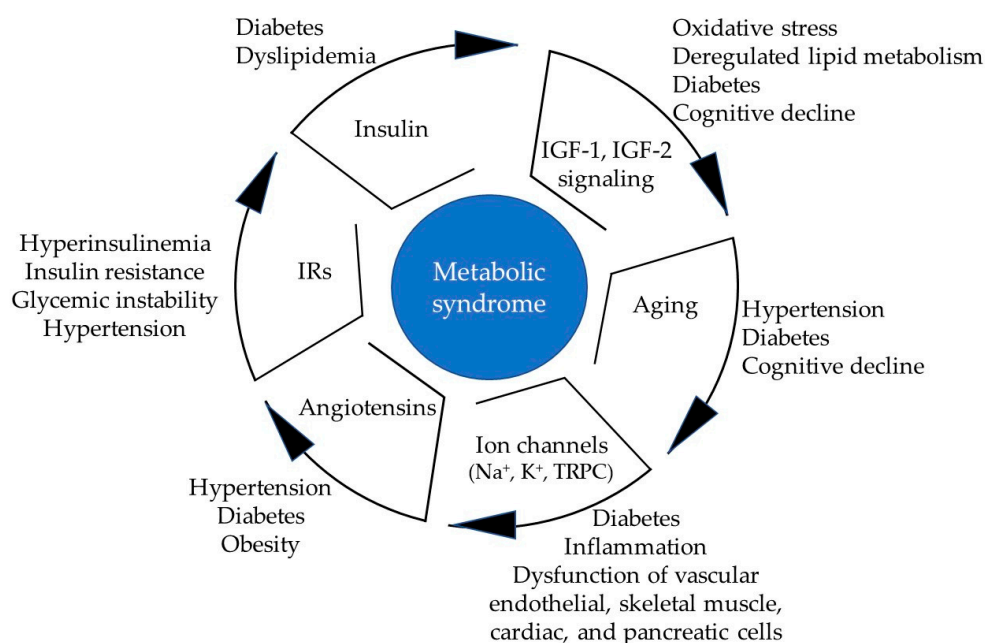 Diabetes
Dyslipidemia
Insulin
Oxidative stress
Deregulated lipid metabolism
Diabetes
Cognitive decline
IGF-1, IGF-2
signaling
Hyperinsulinemia
Insulin resistance
Glycemic instability
Hypertension
IRs
Metabolic
syndrome
Aging
Hypertension
Diabetes
Cognitive decline
Angiotensins
Hypertension
Diabetes
Obesity
Ion channels
(Na⁺, K⁺, TRPC)
Diabetes
Inflammation
Dysfunction of vascular
endothelial, skeletal muscle,
cardiac, and pancreatic cells